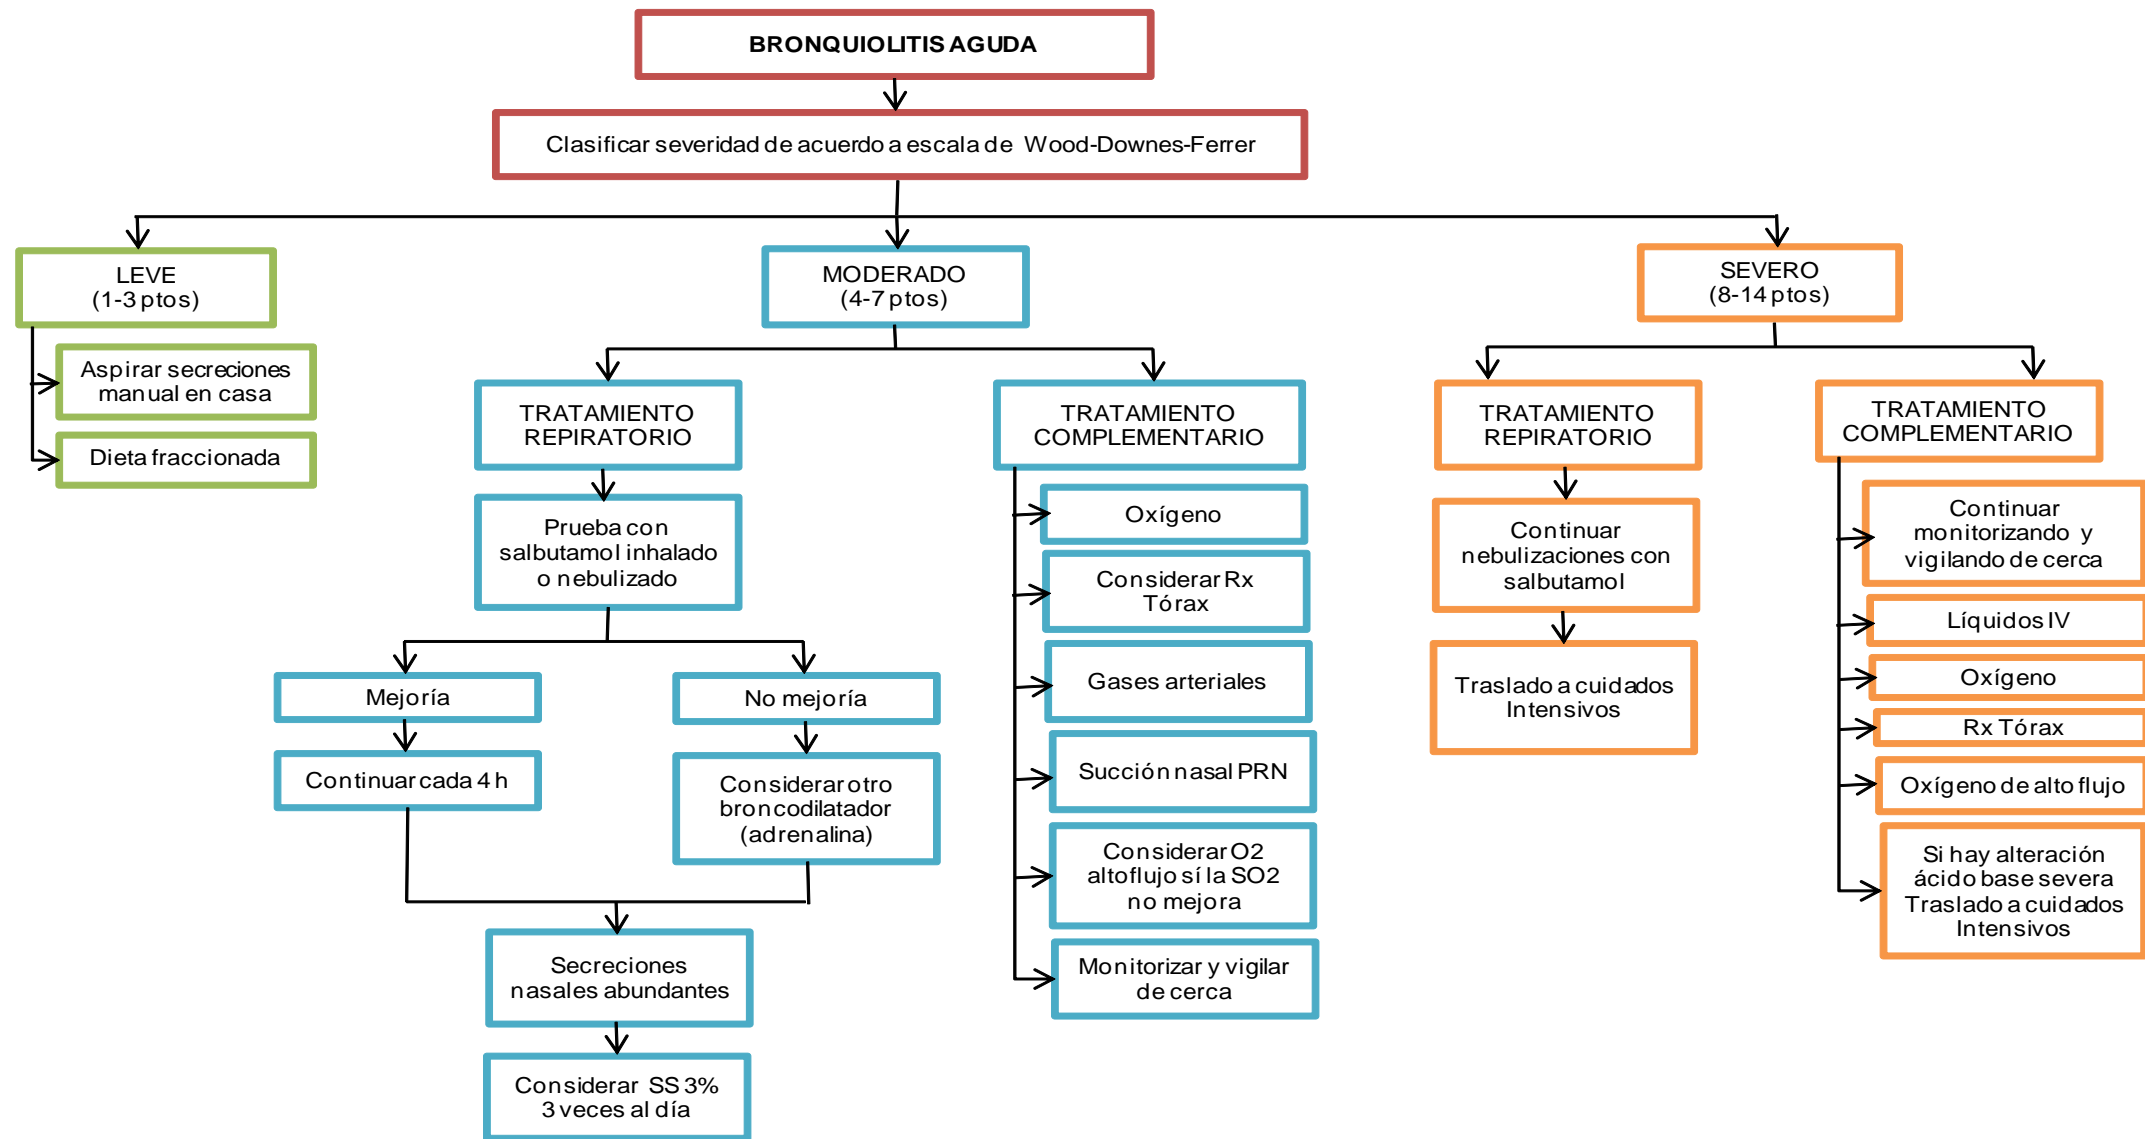 BRONQUIOLITIS AGUDA
Clasificar severidad de acuerdo a escala de Wood-Downes-Ferrer
LEVE
(1-3 ptos)
Aspirar secreciones
manual en casa
Dieta fraccionada
MODERADO
(4-7 ptos)
TRATAMIENTO
REPIRATORIO
Prueba con
salbutamol inhalado
o nebulizado
Mejoría
Continuar cada 4 h
No mejoría
Considerar otro
broncodilatador
(adrenalina)
Secreciones
nasales abundantes
Considerar SS 3%
3 veces al día
TRATAMIENTO
COMPLEMENTARIO
Oxígeno
Considerar Rx
Tórax
Gases arteriales
Succión nasal PRN
Considerar O2
alto flujo sí la SO2
no mejora
Monitorizar y vigilar
de cerca
SEVERO
(8-14 ptos)
TRATAMIENTO
REPIRATORIO
Continuar
nebulizaciones con
salbutamol
Traslado a cuidados
Intensivos
TRATAMIENTO
COMPLEMENTARIO
Continuar
monitorizando y
vigilando de cerca
Líquidos IV
Oxígeno
Rx Tórax
Oxígeno de alto flujo
Si hay alteración
ácido base severa
Traslado a cuidados
Intensivos